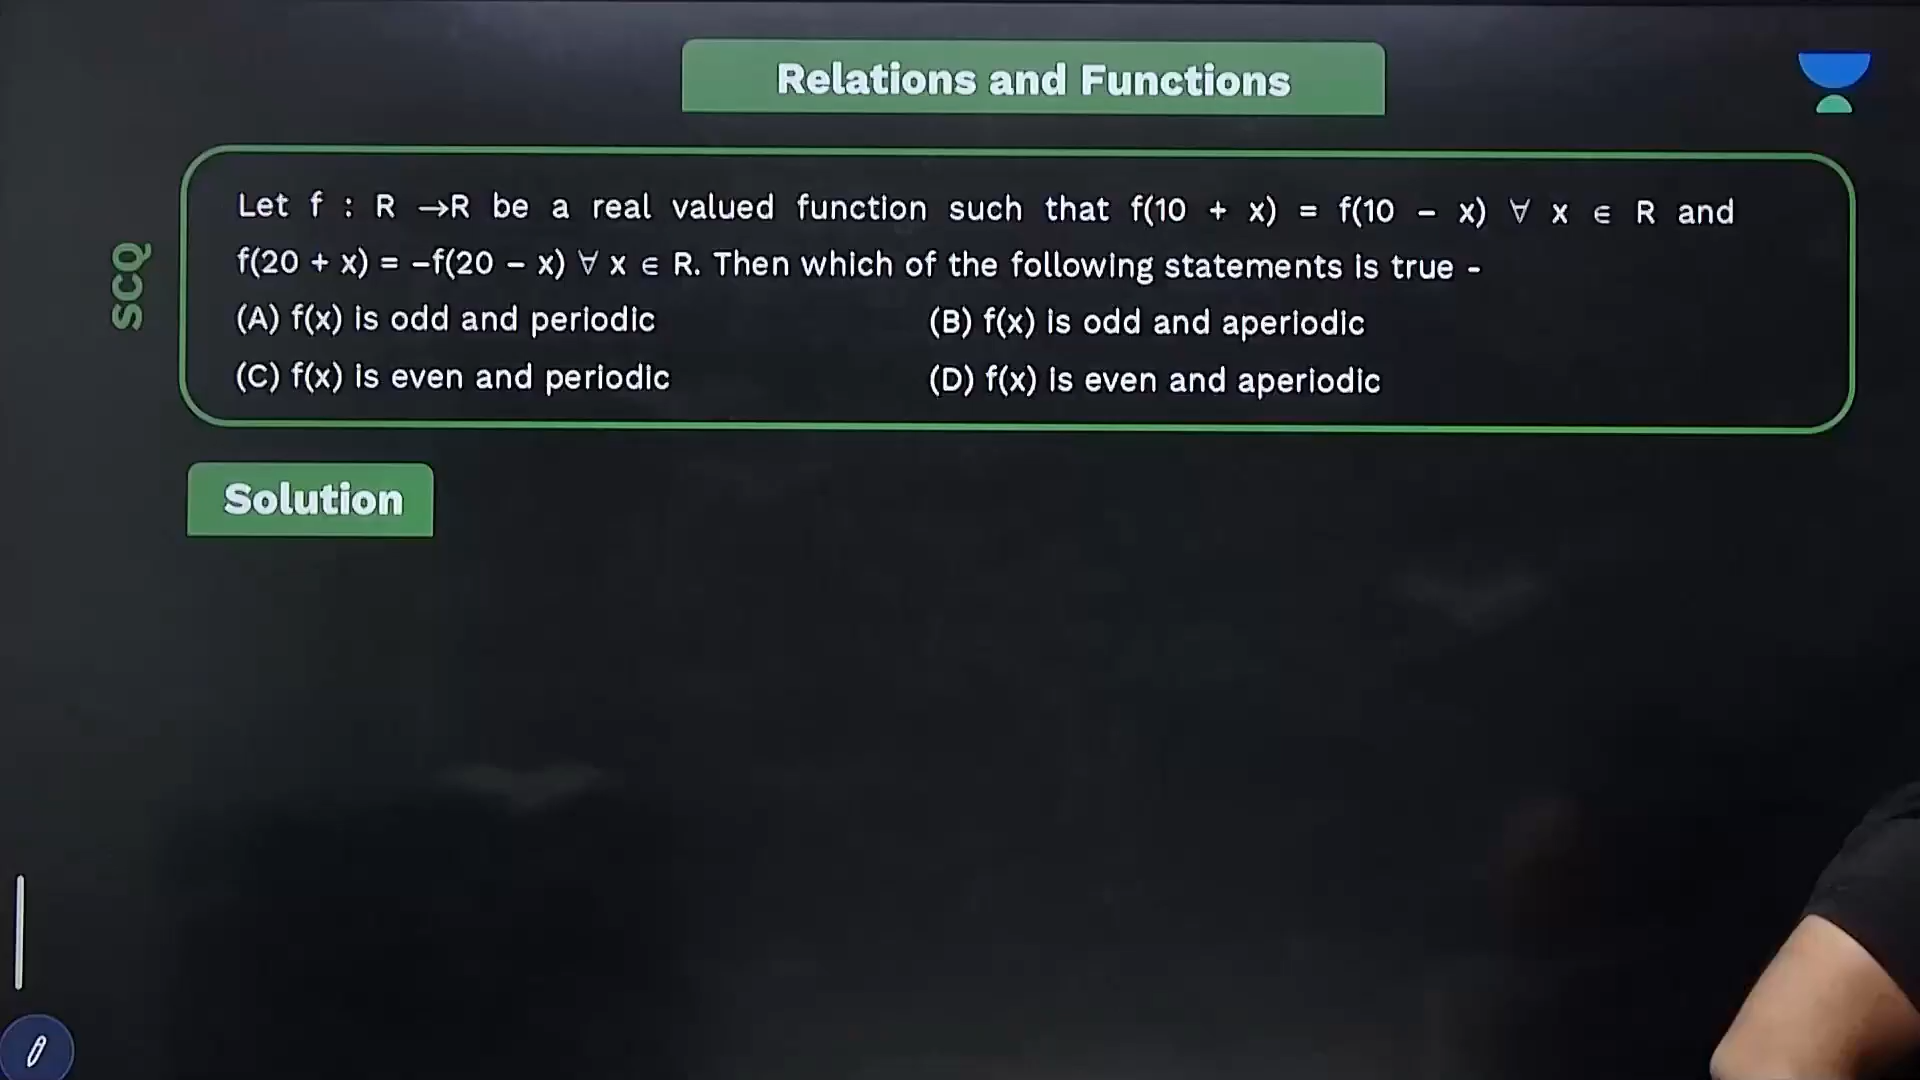 Relations and Functions
SCQ
Let f : R →R be a real valued function such that f(10 + x) = f(10 − x) ∀ x ∈ R and
f(20 + x) = −f(20 − x) ∀ x ∈ R. Then which of the following statements is true -
(A) f(x) is odd and periodic (B) f(x) is odd and aperiodic
(C) f(x) is even and periodic (D) f(x) is even and aperiodic
Solution